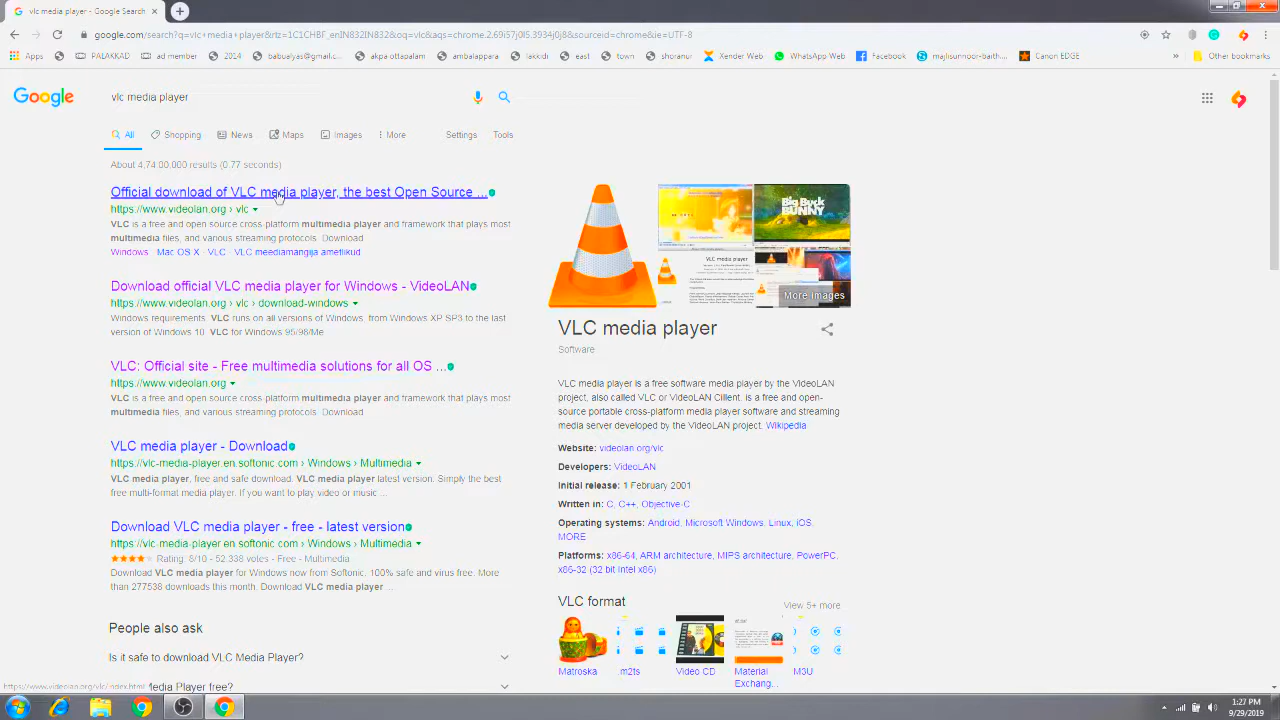 vlc media player - Google Search
google.com/search?q=vlc+media+player&rlz=1C1CHBF_enIN832IN832&oq=vlc&aqs=chrome.2.69i57j0l5.3934j0j8&sourceid=chrome&ie=UTF-8
Apps PALAKKAD ad member 2014 babualyas@gmail.c... akpa ottapalam ambalappara lakkidi east town shoranur Xender Web WhatsApp Web Facebook majlisunnoor-baith... Canon EDGE » Other bookmarks
Google vlc media player
All Shopping News Maps Images More Settings Tools
About 4,74,00,000 results (0.77 seconds)
Official download of VLC media player, the best Open Source ...
https://www.videolan.org › vlc
VLC is a free and open source cross-platform multimedia player and framework that plays most
multimedia files, and various streaming protocols. Download
Windows · Mac OS X · VLC · VLC meediamängija ametlikud
Download official VLC media player for Windows - VideoLAN
https://www.videolan.org › vlc › download-windows
Windows requirements. VLC runs on all versions of Windows, from Windows XP SP3 to the last
version of Windows 10. VLC for Windows 95/98/Me
VLC: Official site - Free multimedia solutions for all OS ...
https://www.videolan.org
VLC is a free and open source cross-platform multimedia player and framework that plays most
multimedia files, and various streaming protocols. Download
VLC media player - Download
https://vlc-media-player.en.softonic.com › Windows › Multimedia
VLC media player, free and safe download. VLC media player latest version: Simply the best
free multi-format media player. If you want to play video or music ...
Download VLC media player - free - latest version
https://vlc-media-player.en.softonic.com › Windows › Multimedia
Rating: 8/10 - 52,338 votes - Free - Multimedia
Download VLC media player for Windows now from Softonic: 100% safe and virus free. More
than 277538 downloads this month. Download VLC media player ...
People also ask
Is it safe to download VLC Media Player?
Media Player free?
https://www.videolan.org/vlc/index.html
BIG BUCK
BUNNY
VLC media player
More images
VLC media player
Software
VLC media player is a free software media player by the VideoLAN
project, also called VLC or VideoLAN Cillent. is a free and open-
source portable cross-platform media player software and streaming
media server developed by the VideoLAN project. Wikipedia
Website: videolan.org/vlc
Developers: VideoLAN
Initial release: 1 February 2001
Written in: C, C++, Objective-C
Operating systems: Android, Microsoft Windows, Linux, iOS,
MORE
Platforms: x86-64, ARM architecture, MIPS architecture, PowerPC,
x86-32 (32 bit Intel x86)
VLC format View 5+ more
Matroska .m2ts Video CD Material M3U
Exchang...
1:27 PM
9/29/2019